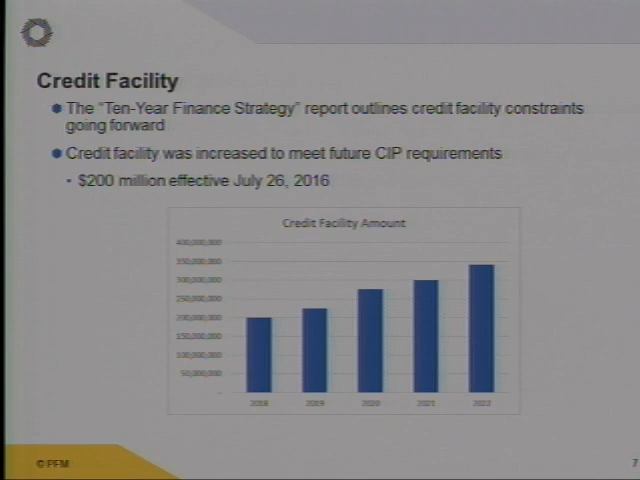 Credit Facility
The “Ten-Year Finance Strategy” report outlines credit facility constraints
going forward
Credit facility was increased to meet future CIP requirements
$200 million effective July 26, 2016
Credit Facility Amount
400,000,000
350,000,000
300,000,000
250,000,000
200,000,000
150,000,000
100,000,000
50,000,000
-
2018 2019 2020 2021 2022
© PFM
7